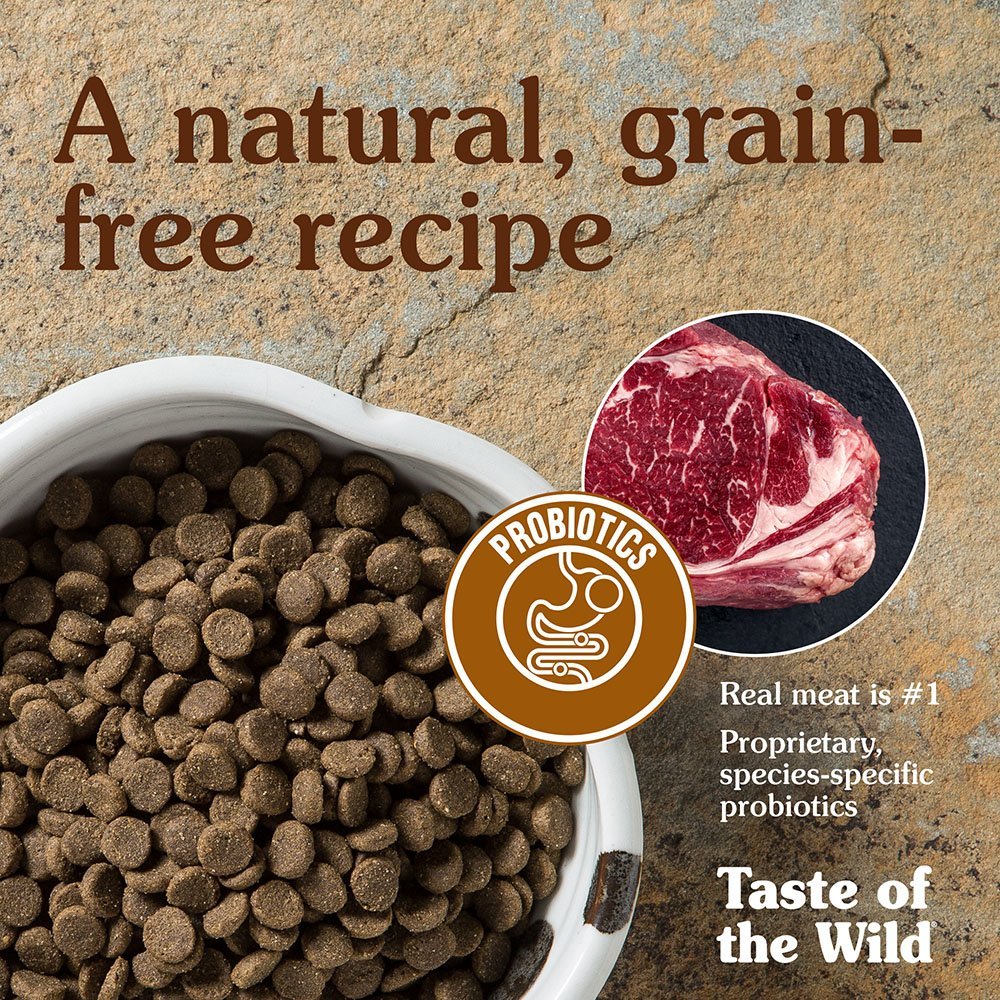 A natural, grain-
free recipe
PROBIOTICS
Real meat is #1
Proprietary,
species-specific
probiotics
Taste of
the Wild